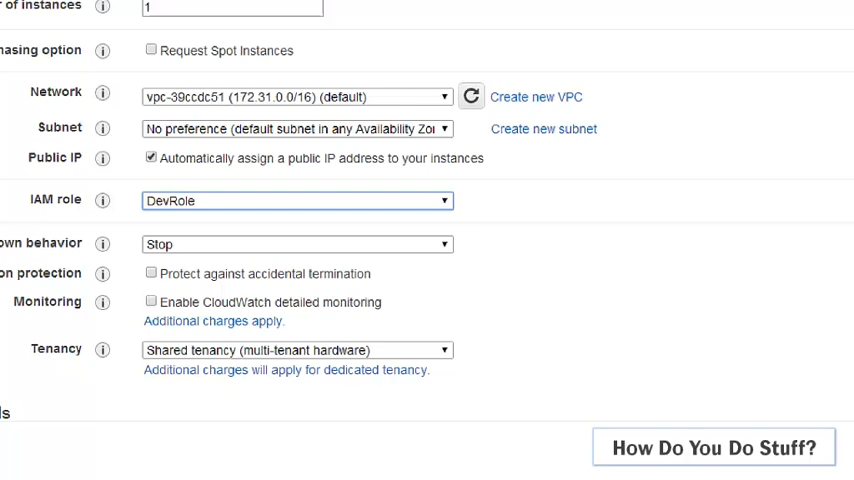 r of instances i 1
hasing option i Request Spot Instances
Network i vpc-39ccdc51 (172.31.0.0/16) (default) Create new VPC
Subnet i No preference (default subnet in any Availability Zor Create new subnet
Public IP i Automatically assign a public IP address to your instances
IAM role i DevRole
own behavior i Stop
on protection i Protect against accidental termination
Monitoring i Enable CloudWatch detailed monitoring
Additional charges apply.
Tenancy i Shared tenancy (multi-tenant hardware)
Additional charges will apply for dedicated tenancy.
ls
How Do You Do Stuff?